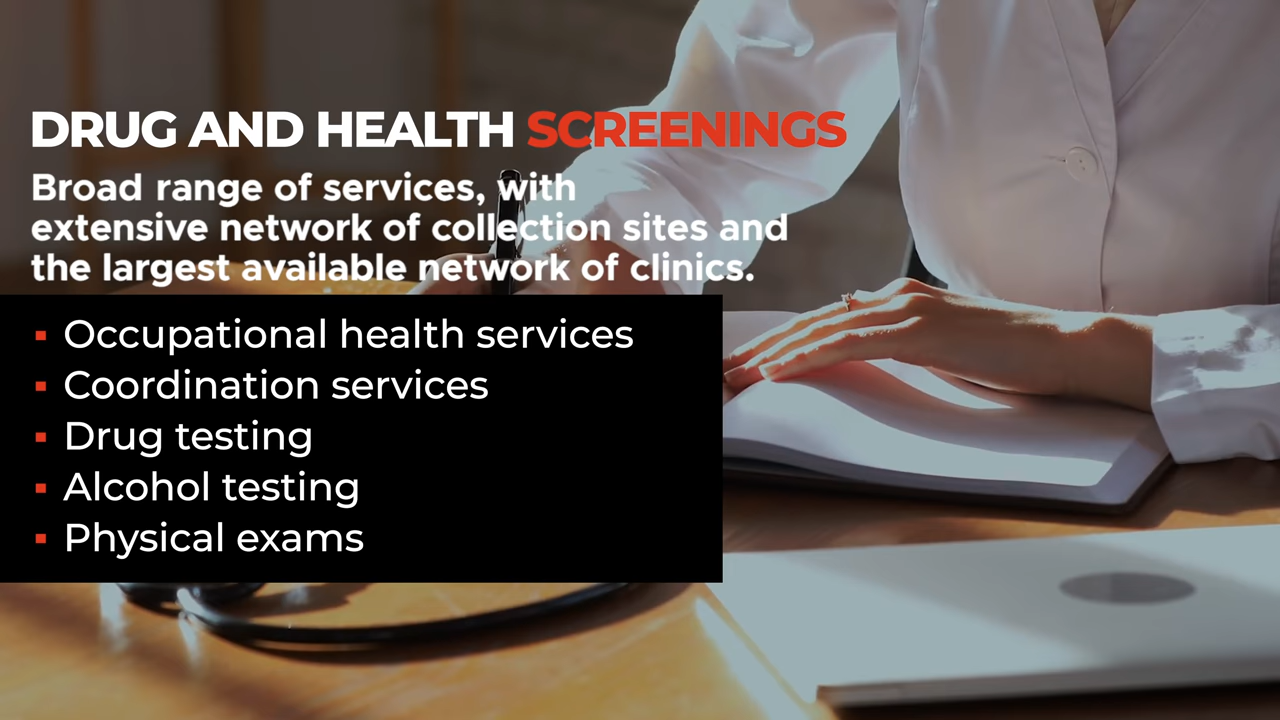 DRUG AND HEALTH SCREENINGS
Broad range of services, with
extensive network of collection sites and
the largest available network of clinics.
▪ Occupational health services
▪ Coordination services
▪ Drug testing
▪ Alcohol testing
▪ Physical exams